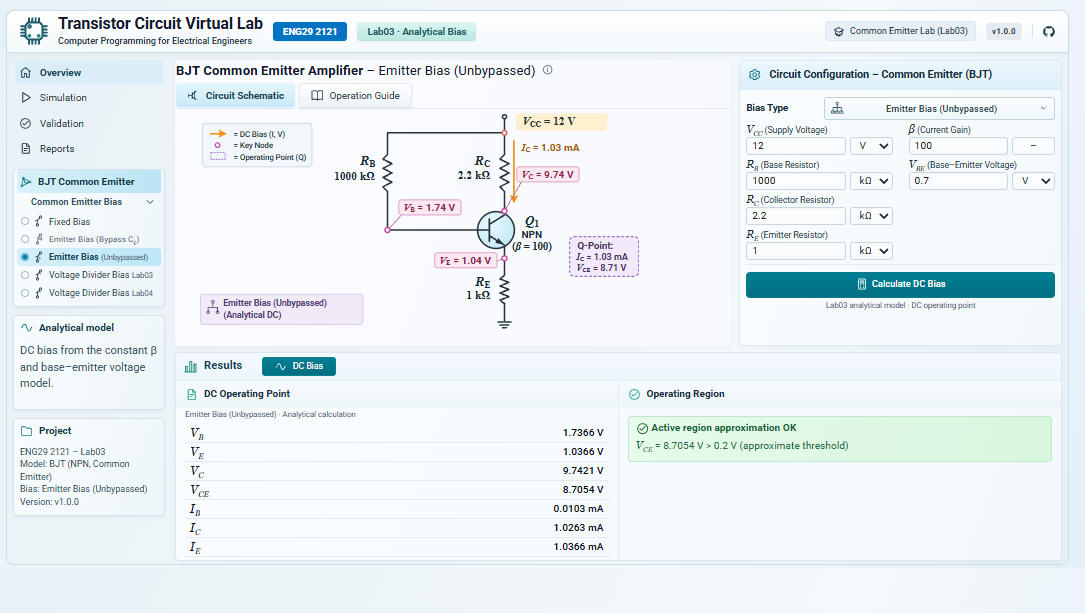 Transistor Circuit Virtual Lab
Computer Programming for Electrical Engineers
ENG29 2121
Lab03 · Analytical Bias
Common Emitter Lab (Lab03)
v1.0.0
Overview
Simulation
Validation
Reports
BJT Common Emitter
Common Emitter Bias
Fixed Bias
Emitter Bias (Bypass CE)
Emitter Bias (Unbypassed)
Voltage Divider Bias Lab03
Voltage Divider Bias Lab04
Analytical model
DC bias from the constant β
and base–emitter voltage
model.
Project
ENG29 2121 – Lab03
Model: BJT (NPN, Common
Emitter)
Bias: Emitter Bias (Unbypassed)
Version: v1.0.0
BJT Common Emitter Amplifier – Emitter Bias (Unbypassed)
Circuit Schematic
Operation Guide
= DC Bias (I, V)
= Key Node
= Operating Point (Q)
VCC = 12 V
IC = 1.03 mA
RB
1000 kΩ
RC
2.2 kΩ
VC = 9.74 V
VB = 1.74 V
Q1
NPN
(β = 100)
VE = 1.04 V
Q-Point:
IC = 1.03 mA
VCE = 8.71 V
RE
1 kΩ
Emitter Bias (Unbypassed)
(Analytical DC)
Circuit Configuration – Common Emitter (BJT)
Bias Type
Emitter Bias (Unbypassed)
VCC (Supply Voltage)
12
V
β (Current Gain)
100
–
RB (Base Resistor)
1000
kΩ
VBE (Base–Emitter Voltage)
0.7
V
RC (Collector Resistor)
2.2
kΩ
RE (Emitter Resistor)
1
kΩ
Calculate DC Bias
Lab03 analytical model · DC operating point
Results
DC Bias
DC Operating Point
Emitter Bias (Unbypassed) · Analytical calculation
VB 1.7366 V
VE 1.0366 V
VC 9.7421 V
VCE 8.7054 V
IB 0.0103 mA
IC 1.0263 mA
IE 1.0366 mA
Operating Region
Active region approximation OK
VCE = 8.7054 V > 0.2 V (approximate threshold)